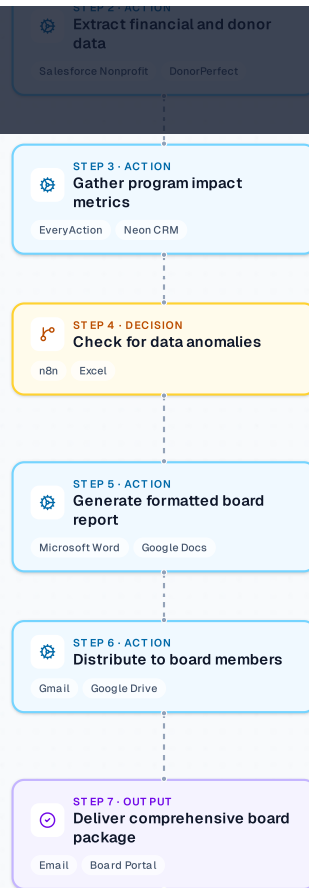 STEP 2 · ACTION
Extract financial and donor
data
Salesforce Nonprofit DonorPerfect
STEP 3 · ACTION
Gather program impact
metrics
EveryAction Neon CRM
STEP 4 · DECISION
Check for data anomalies
n8n Excel
STEP 5 · ACTION
Generate formatted board
report
Microsoft Word Google Docs
STEP 6 · ACTION
Distribute to board members
Gmail Google Drive
STEP 7 · OUTPUT
Deliver comprehensive board
package
Email Board Portal